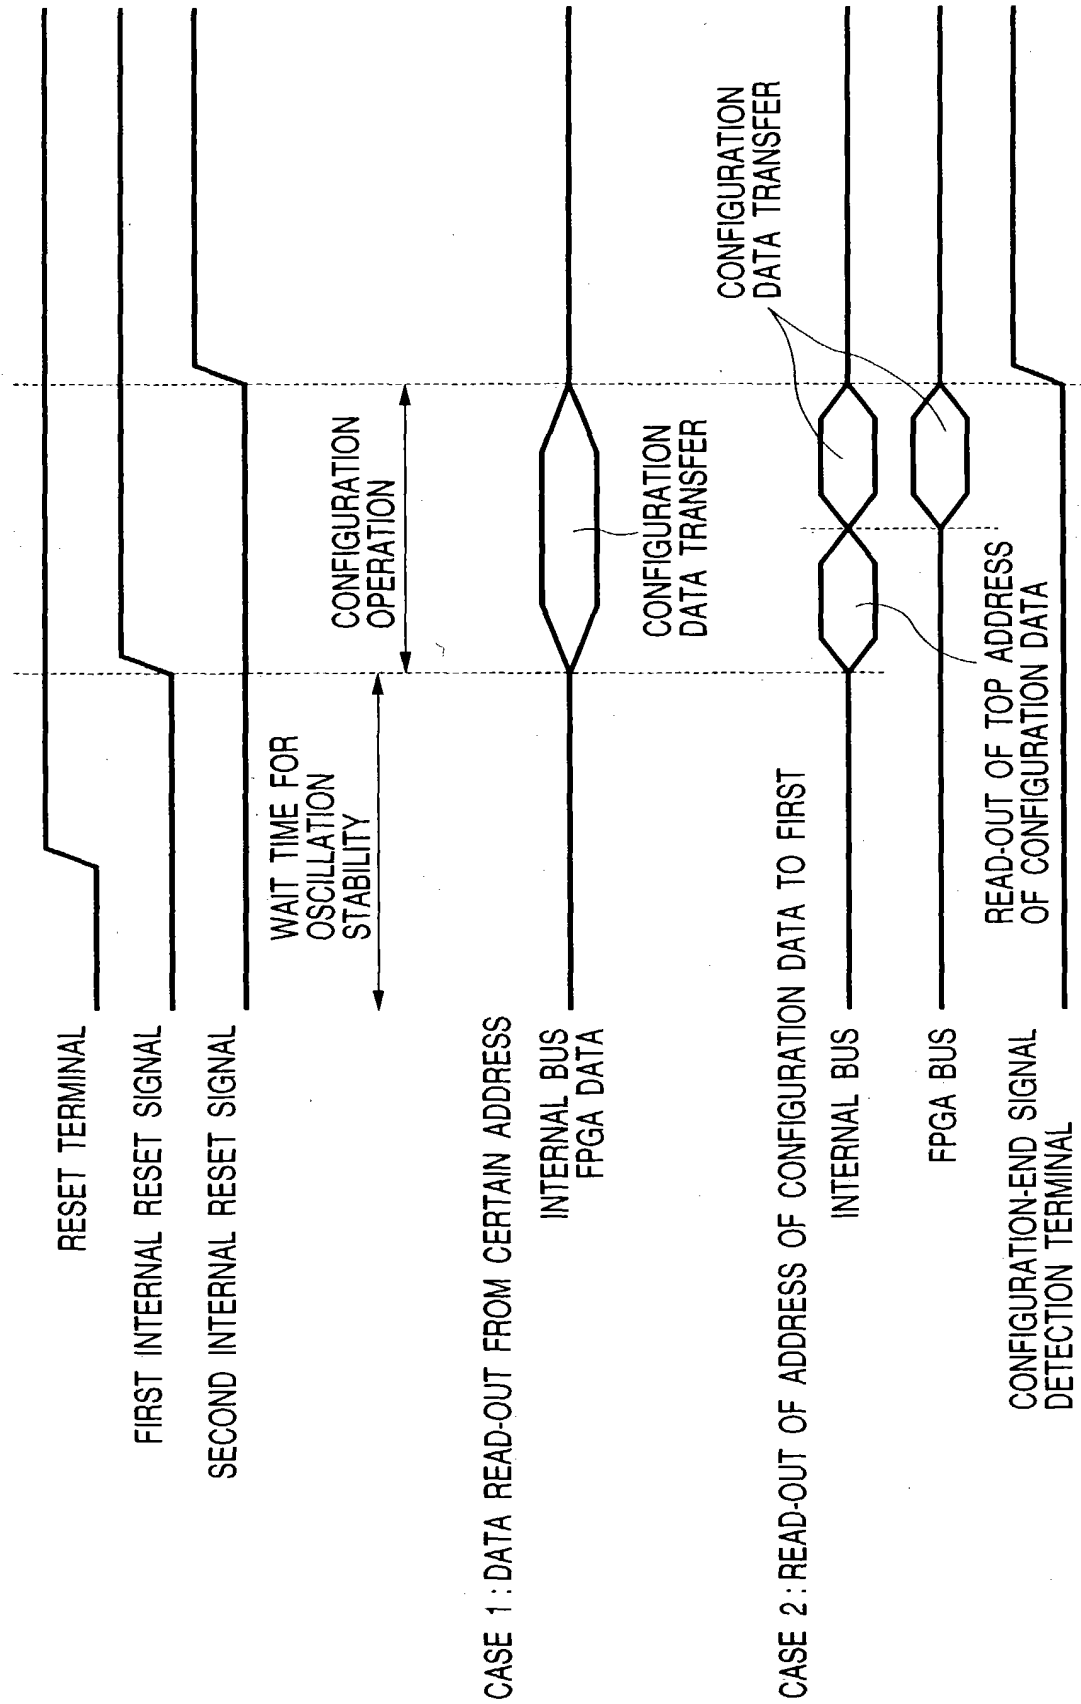 RESET TERMINAL
FIRST INTERNAL RESET SIGNAL
SECOND INTERNAL RESET SIGNAL
WAIT TIME FOR
OSCILLATION
STABILITY
CONFIGURATION
OPERATION
CASE 1 : DATA READ-OUT FROM CERTAIN ADDRESS
INTERNAL BUS
FPGA DATA
CONFIGURATION
DATA TRANSFER
CASE 2 : READ-OUT OF ADDRESS OF CONFIGURATION DATA TO FIRST
INTERNAL BUS
CONFIGURATION
DATA TRANSFER
FPGA BUS
READ-OUT OF TOP ADDRESS
OF CONFIGURATION DATA
CONFIGURATION-END SIGNAL
DETECTION TERMINAL